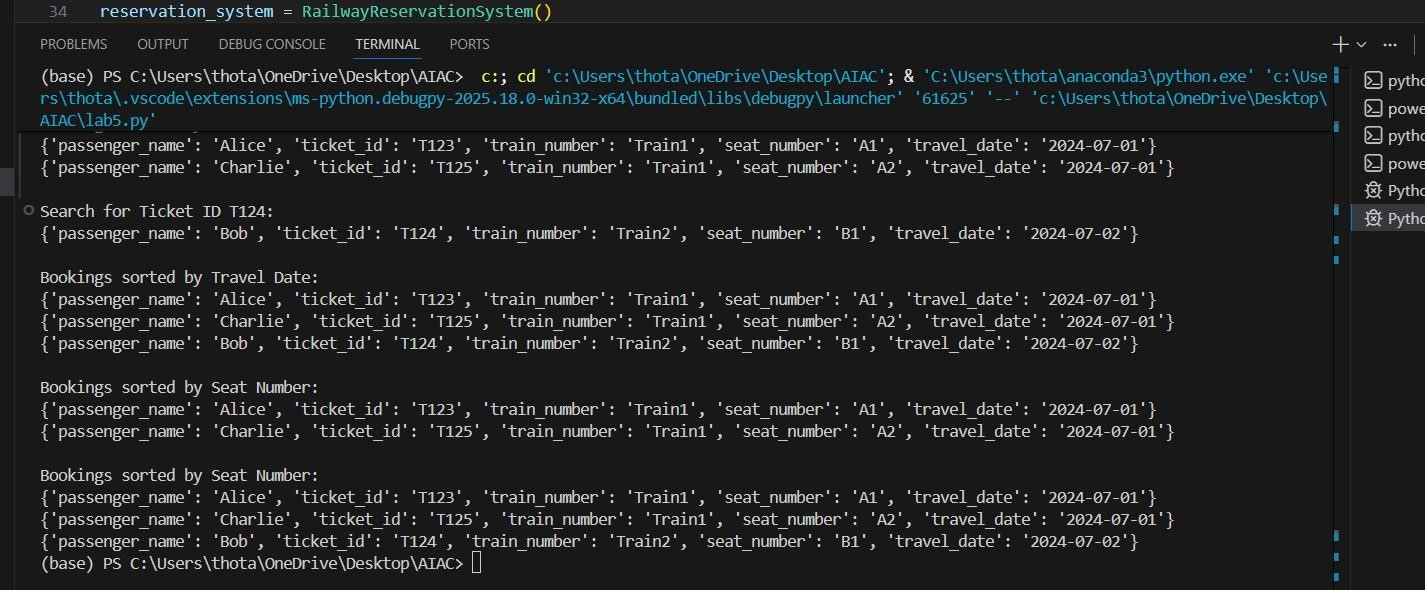 34 reservation_system = RailwayReservationSystem()
PROBLEMS OUTPUT DEBUG CONSOLE TERMINAL PORTS
(base) PS C:\Users\thota\OneDrive\Desktop\AIAC> c:; cd 'c:\Users\thota\OneDrive\Desktop\AIAC'; & 'C:\Users\thota\anaconda3\python.exe' 'c:\Use
rs\thota\.vscode\extensions\ms-python.debugpy-2025.18.0-win32-x64\bundled\libs\debugpy\launcher' '61625' '--' 'c:\Users\thota\OneDrive\Desktop\
AIAC\lab5.py'
{'passenger_name': 'Alice', 'ticket_id': 'T123', 'train_number': 'Train1', 'seat_number': 'A1', 'travel_date': '2024-07-01'}
{'passenger_name': 'Charlie', 'ticket_id': 'T125', 'train_number': 'Train1', 'seat_number': 'A2', 'travel_date': '2024-07-01'}
Search for Ticket ID T124:
{'passenger_name': 'Bob', 'ticket_id': 'T124', 'train_number': 'Train2', 'seat_number': 'B1', 'travel_date': '2024-07-02'}
Bookings sorted by Travel Date:
{'passenger_name': 'Alice', 'ticket_id': 'T123', 'train_number': 'Train1', 'seat_number': 'A1', 'travel_date': '2024-07-01'}
{'passenger_name': 'Charlie', 'ticket_id': 'T125', 'train_number': 'Train1', 'seat_number': 'A2', 'travel_date': '2024-07-01'}
{'passenger_name': 'Bob', 'ticket_id': 'T124', 'train_number': 'Train2', 'seat_number': 'B1', 'travel_date': '2024-07-02'}
Bookings sorted by Seat Number:
{'passenger_name': 'Alice', 'ticket_id': 'T123', 'train_number': 'Train1', 'seat_number': 'A1', 'travel_date': '2024-07-01'}
{'passenger_name': 'Charlie', 'ticket_id': 'T125', 'train_number': 'Train1', 'seat_number': 'A2', 'travel_date': '2024-07-01'}
Bookings sorted by Seat Number:
{'passenger_name': 'Alice', 'ticket_id': 'T123', 'train_number': 'Train1', 'seat_number': 'A1', 'travel_date': '2024-07-01'}
{'passenger_name': 'Charlie', 'ticket_id': 'T125', 'train_number': 'Train1', 'seat_number': 'A2', 'travel_date': '2024-07-01'}
{'passenger_name': 'Bob', 'ticket_id': 'T124', 'train_number': 'Train2', 'seat_number': 'B1', 'travel_date': '2024-07-02'}
(base) PS C:\Users\thota\OneDrive\Desktop\AIAC>
pytho
powe
pytho
powe
Pytho
Pytho